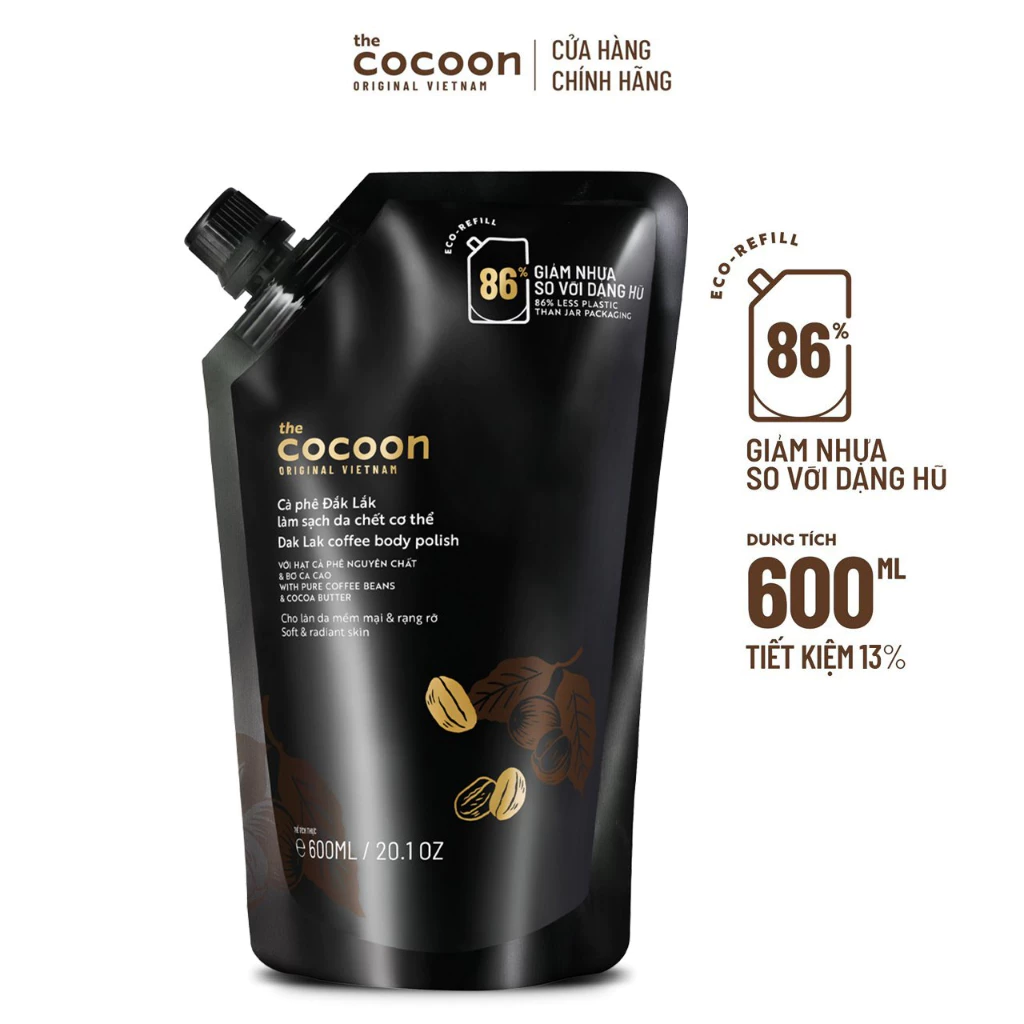 the
cocoon
ORIGINAL VIETNAM
CỬA HÀNG
CHÍNH HÃNG
ECO-REFILL
86%
GIẢM NHỰA
SO VỚI DẠNG HŨ
86% LESS PLASTIC
THAN JAR PACKAGING
the
cocoon
ORIGINAL VIETNAM
Cà phê Đắk Lắk
làm sạch da chết cơ thể
Dak Lak coffee body polish
VỚI HẠT CÀ PHÊ NGUYÊN CHẤT
& BƠ CA CAO
WITH PURE COFFEE BEANS
& COCOA BUTTER
Cho làn da mềm mại & rạng rỡ
Soft & radiant skin
THỂ TÍCH THỰC
℮ 600ML / 20.1 OZ
ECO-REFILL
86%
GIẢM NHỰA
SO VỚI DẠNG HŨ
DUNG TÍCH
600ML
TIẾT KIỆM 13%